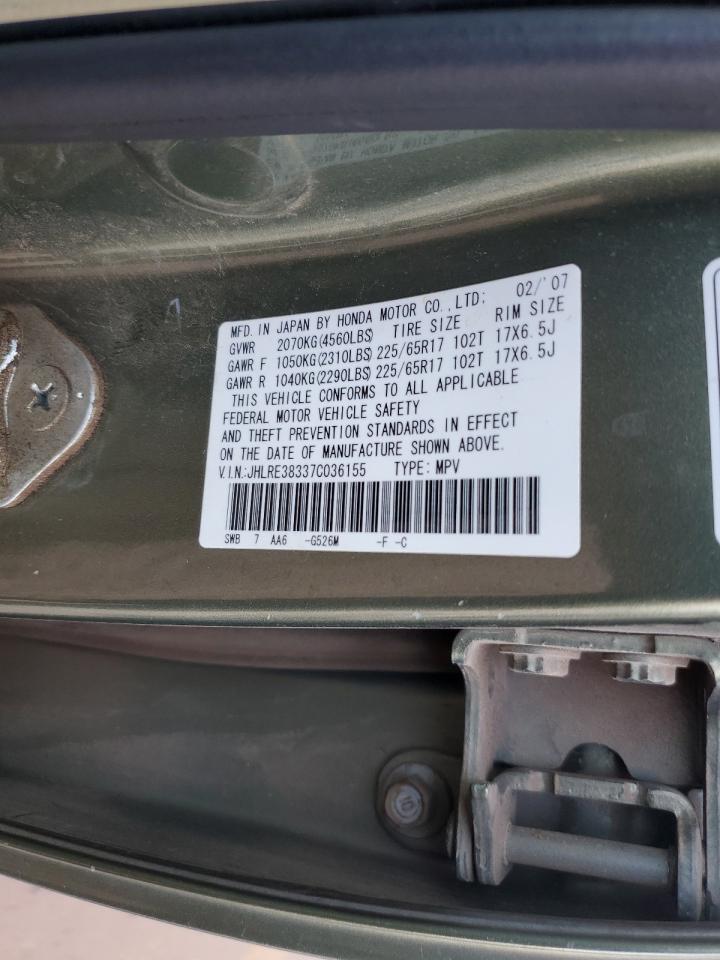 MFD. IN JAPAN BY HONDA MOTOR CO.,LTD: 02/'07
GVWR 2070KG(4560LBS) TIRE SIZE RIM SIZE
GAWR F 1050KG(2310LBS) 225/65R17 102T 17X6.5J
GAWR R 1040KG(2290LBS) 225/65R17 102T 17X6.5J
THIS VEHICLE CONFORMS TO ALL APPLICABLE
FEDERAL MOTOR VEHICLE SAFETY
AND THEFT PREVENTION STANDARDS IN EFFECT
ON THE DATE OF MANUFACTURE SHOWN ABOVE.
V.I.N.:JHLRE38337C036155 TYPE: MPV
SWB 7 AA6 -G526M -F -C